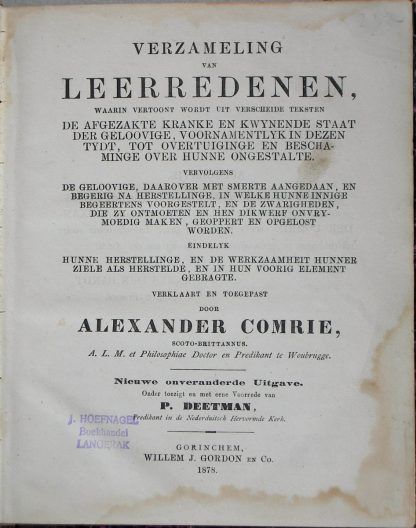 VERZAMELING
VAN
LEERREDENEN,
WAARIN VERTOONT WORDT UIT VERSCHEIDE TEKSTEN
DE AFGEZAKTE KRANKE EN KWYNENDE STAAT
DER GELOOVIGE, VOORNAMENTLYK IN DEZEN
TYDT, TOT OVERTUIGINGE EN BESCHA-
MINGE OVER HUNNE ONGESTALTE.
VERVOLGENS
DE GELOOVIGE, DAAROVER MET SMERTE AANGEDAAN, EN
BEGERIG NA HERSTELLINGE, IN WELKE HUNNE INNIGE
BEGEERTENS VOORGESTELT, EN DE ZWARIGHEDEN,
DIE ZY ONTMOETEN EN HEN DIKWERF ONVRY-
MOEDIG MAKEN, GEOPPERT EN OPGELOST
WORDEN.
EINDELYK
HUNNE HERSTELLINGE, EN DE WERKZAAMHEIT HUNNER
ZIELE ALS HERSTELDE, EN IN HUN VOORIG ELEMENT
GEBRAGTE.
VERKLAART EN TOEGEPAST
DOOR
ALEXANDER COMRIE,
SCOTO-BRITTANNUS.
A. L. M. et Philosophiae Doctor en Predikant te Woubrugge.
Nieuwe onveranderde Uitgave.
Onder toezigt en met eene Voorrede van
P. DEETMAN,
Predikant in de Nederduitsch Hervormde Kerk.
J. HOEFNAGEL
Boekhandel
LANGERAK
GORINCHEM,
WILLEM J. GORDON EN Co.
1878.